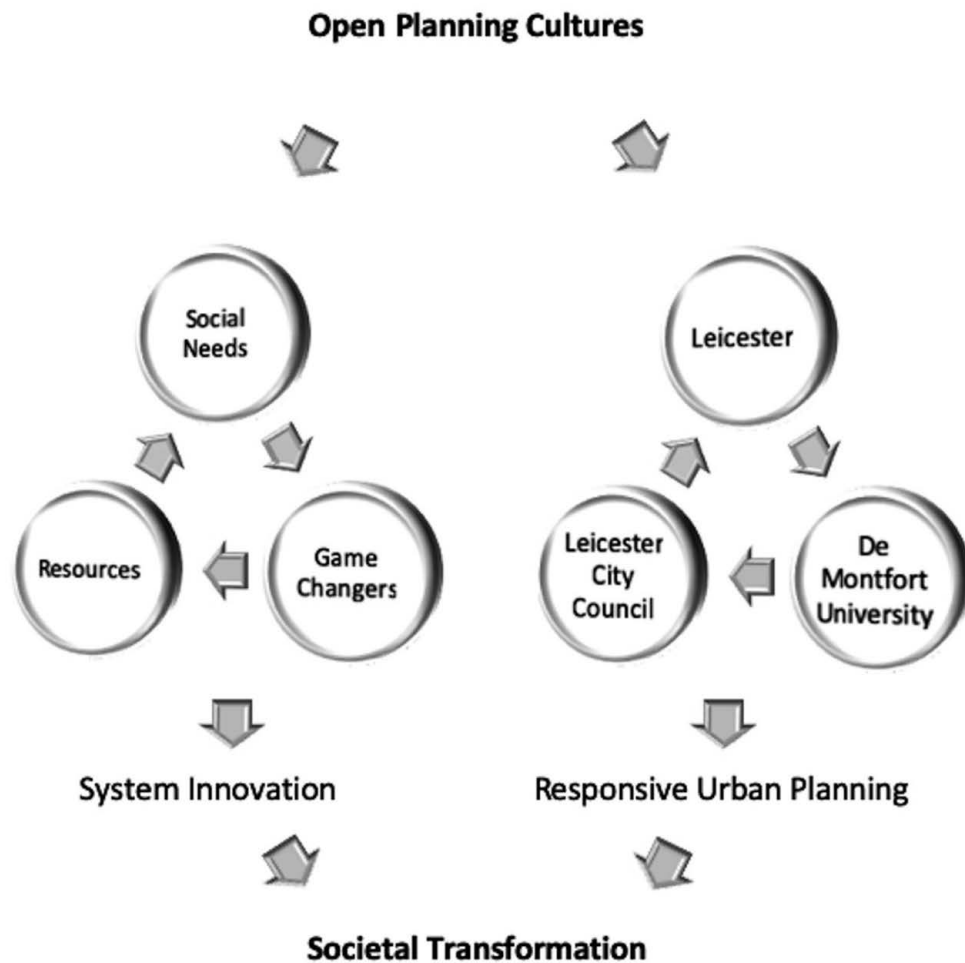 Open Planning Cultures
Social
Needs
Leicester
Resources
Game
Changers
Leicester
City
Council
De
Montfort
University
System Innovation
Responsive Urban Planning
Societal Transformation